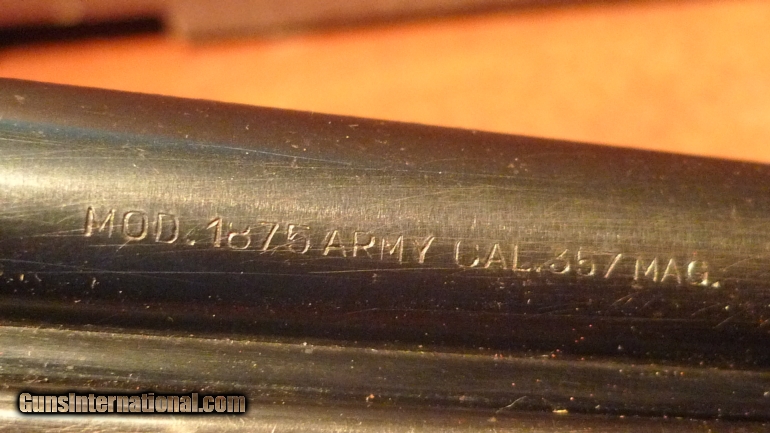 MOD. 1875 ARMY CAL. 357 MAG.
GunsInternational.com